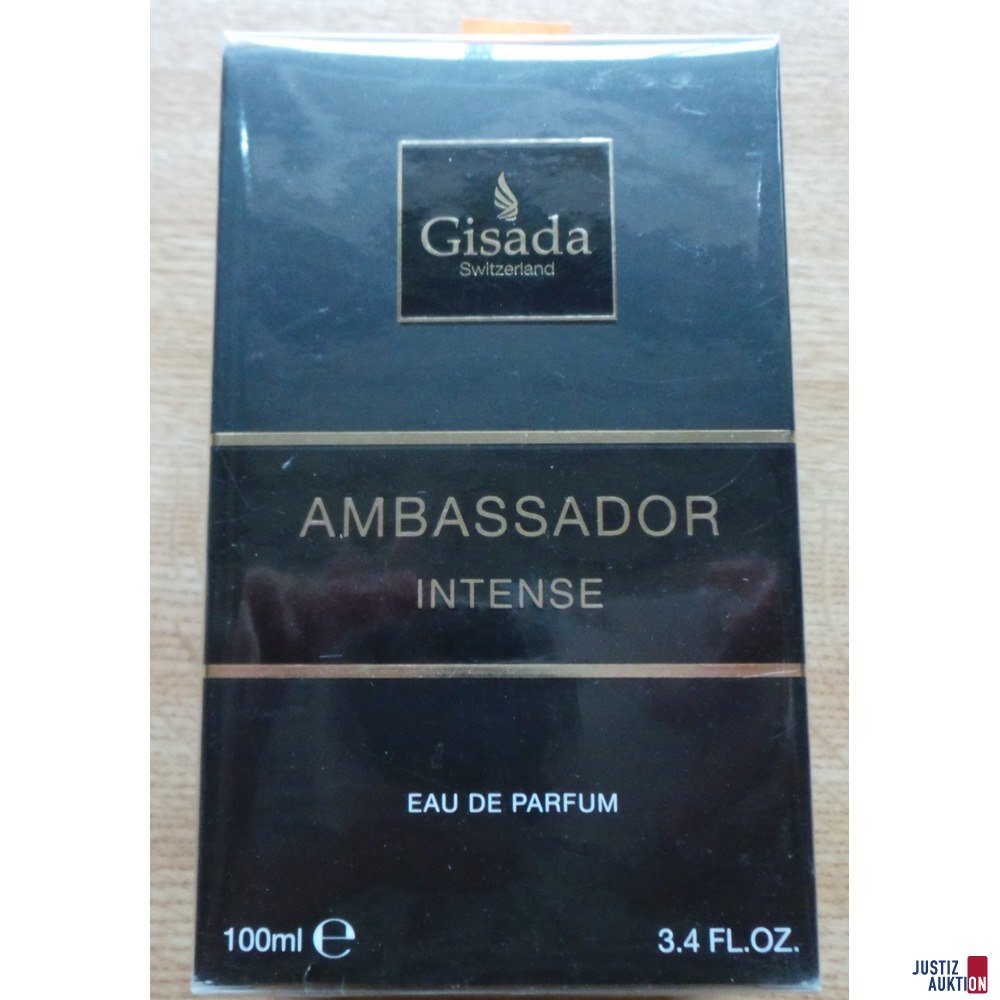 Gisada
Switzerland
AMBASSADOR
INTENSE
EAU DE PARFUM
100ml ℮
3.4 FL.OZ.
JUSTIZ
AUKTION